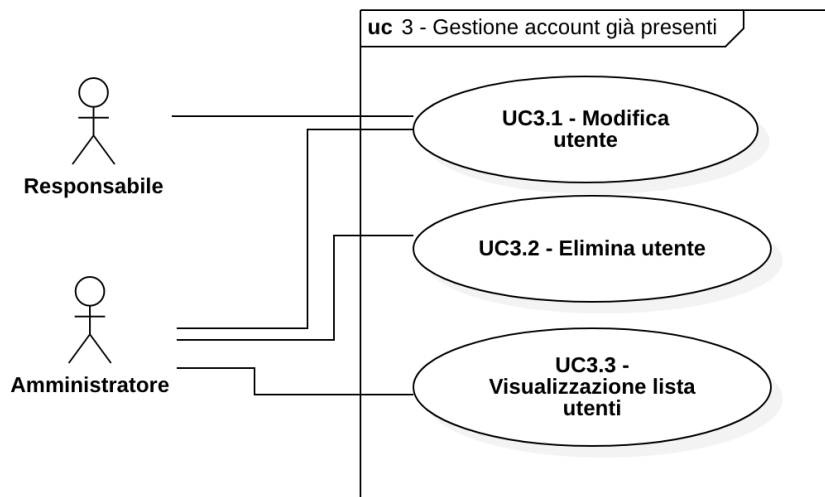 uc 3 - Gestione account già presenti
UC3.1 - Modifica
utente
Responsabile
UC3.2 - Elimina utente
Amministratore
UC3.3 -
Visualizzazione lista
utenti